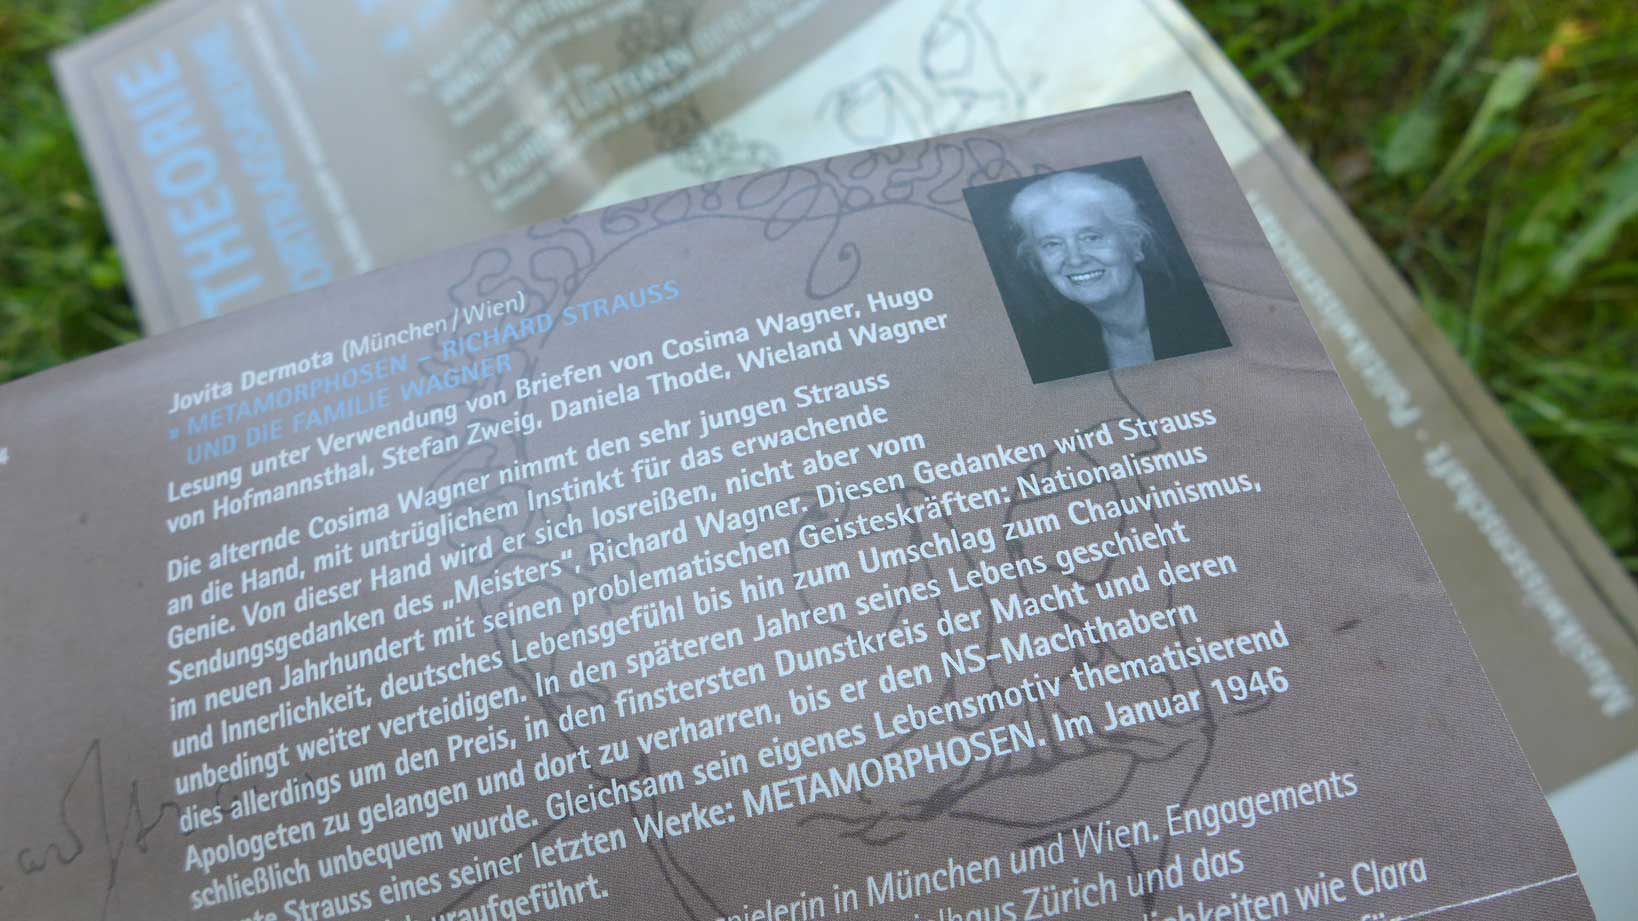 THEORIE
Jovita Dermota (München/Wien)
» METAMORPHOSEN – RICHARD STRAUSS
UND DIE FAMILIE WAGNER
Lesung unter Verwendung von Briefen von Cosima Wagner, Hugo
von Hofmannsthal, Stefan Zweig, Daniela Thode, Wieland Wagner
Die alternde Cosima Wagner nimmt den sehr jungen Strauss
an die Hand, mit untrüglichem Instinkt für das erwachende
Genie. Von dieser Hand wird er sich losreißen, nicht aber vom
Sendungsgedanken des „Meisters“, Richard Wagner. Diesen Gedanken wird Strauss
im neuen Jahrhundert mit seinen problematischen Geisteskräften: Nationalismus
und Innerlichkeit, deutsches Lebensgefühl bis hin zum Umschlag zum Chauvinismus,
unbedingt weiter verteidigen. In den späteren Jahren seines Lebens geschieht
dies allerdings um den Preis, in den finstersten Dunstkreis der Macht und deren
Apologeten zu gelangen und dort zu verharren, bis er den NS-Machthabern
schließlich unbequem wurde. Gleichsam sein eigenes Lebensmotiv thematisierend
Strauss eines seiner letzten Werke: METAMORPHOSEN. Im Januar 1946
uraufgeführt.
in München und Wien. Engagements
Zürich und das
wie Clara
Musikwissenschaft · Politikwissenschaft